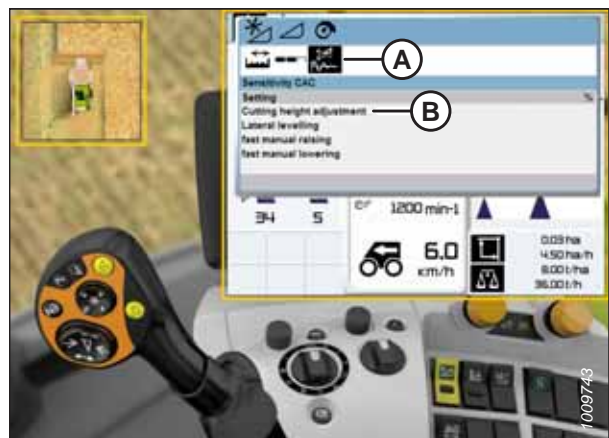 A
Sensitivity CAC
Setting %
Cutting height adjustment
B
Lateral levelling
fast manual raising
fast manual lowering
34 5
1200 min-1
6.0
km/h
0.03 ha
4.50 ha/h
8.00 t/ha
36.00 t/h
1009743